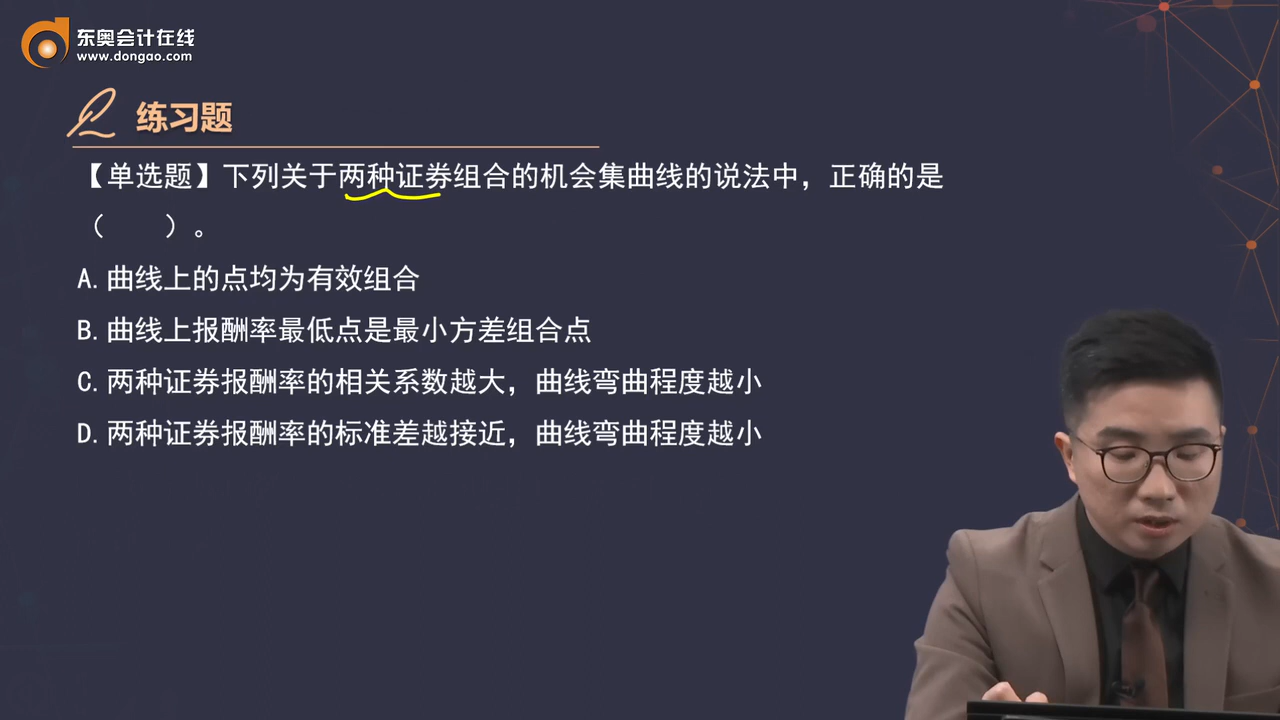 东奥会计在线
www.dongao.com
练习题
【单选题】下列关于两种证券组合的机会集曲线的说法中，正确的是
（　　）。
A.曲线上的点均为有效组合
B.曲线上报酬率最低点是最小方差组合点
C.两种证券报酬率的相关系数越大，曲线弯曲程度越小
D.两种证券报酬率的标准差越接近，曲线弯曲程度越小